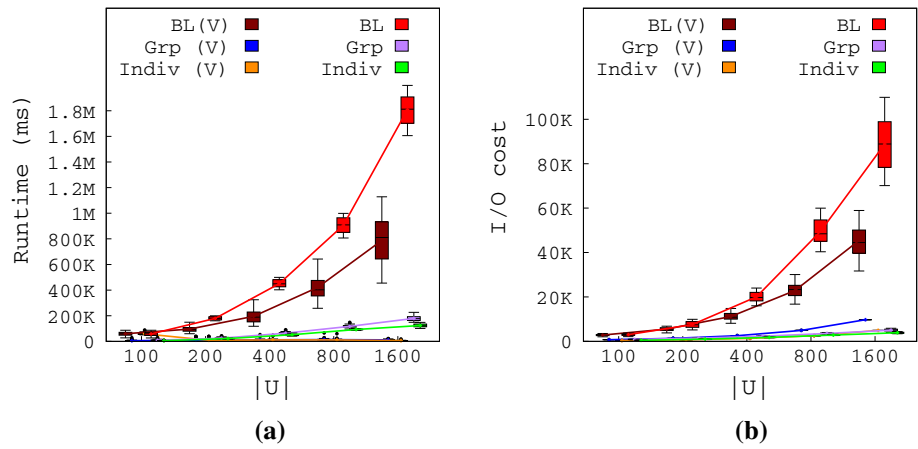 BL(V) BL
Grp (V) Grp
Indiv (V) Indiv
1.8M
1.6M
1.4M
1.2M
1M
800K
600K
400K
200K
0
Runtime (ms)
100 200 400 800 1600
|U|
(a)
BL(V) BL
Grp (V) Grp
Indiv (V) Indiv
100K
80K
60K
40K
20K
0
I/O cost
100 200 400 800 1600
|U|
(b)